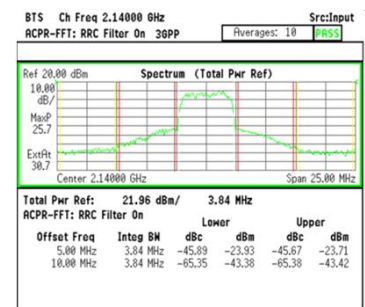 BTS Ch Freq 2.14000 GHz Src:Input
ACPR-FFT: RRC Filter On 3GPP Averages: 10 PASS
Ref 20.00 dBm Spectrum (Total Pwr Ref)
10.00
dB/
MaxP
25.7
ExtAt
30.7
Center 2.14000 GHz Span 25.00 MHz
Total Pwr Ref: 21.96 dBm/ 3.84 MHz
ACPR-FFT: RRC Filter On
Lower Upper
Offset Freq Integ BW dBc dBm dBc dBm
5.00 MHz 3.84 MHz -45.89 -23.93 -45.67 -23.71
10.00 MHz 3.84 MHz -65.35 -43.38 -65.38 -43.42